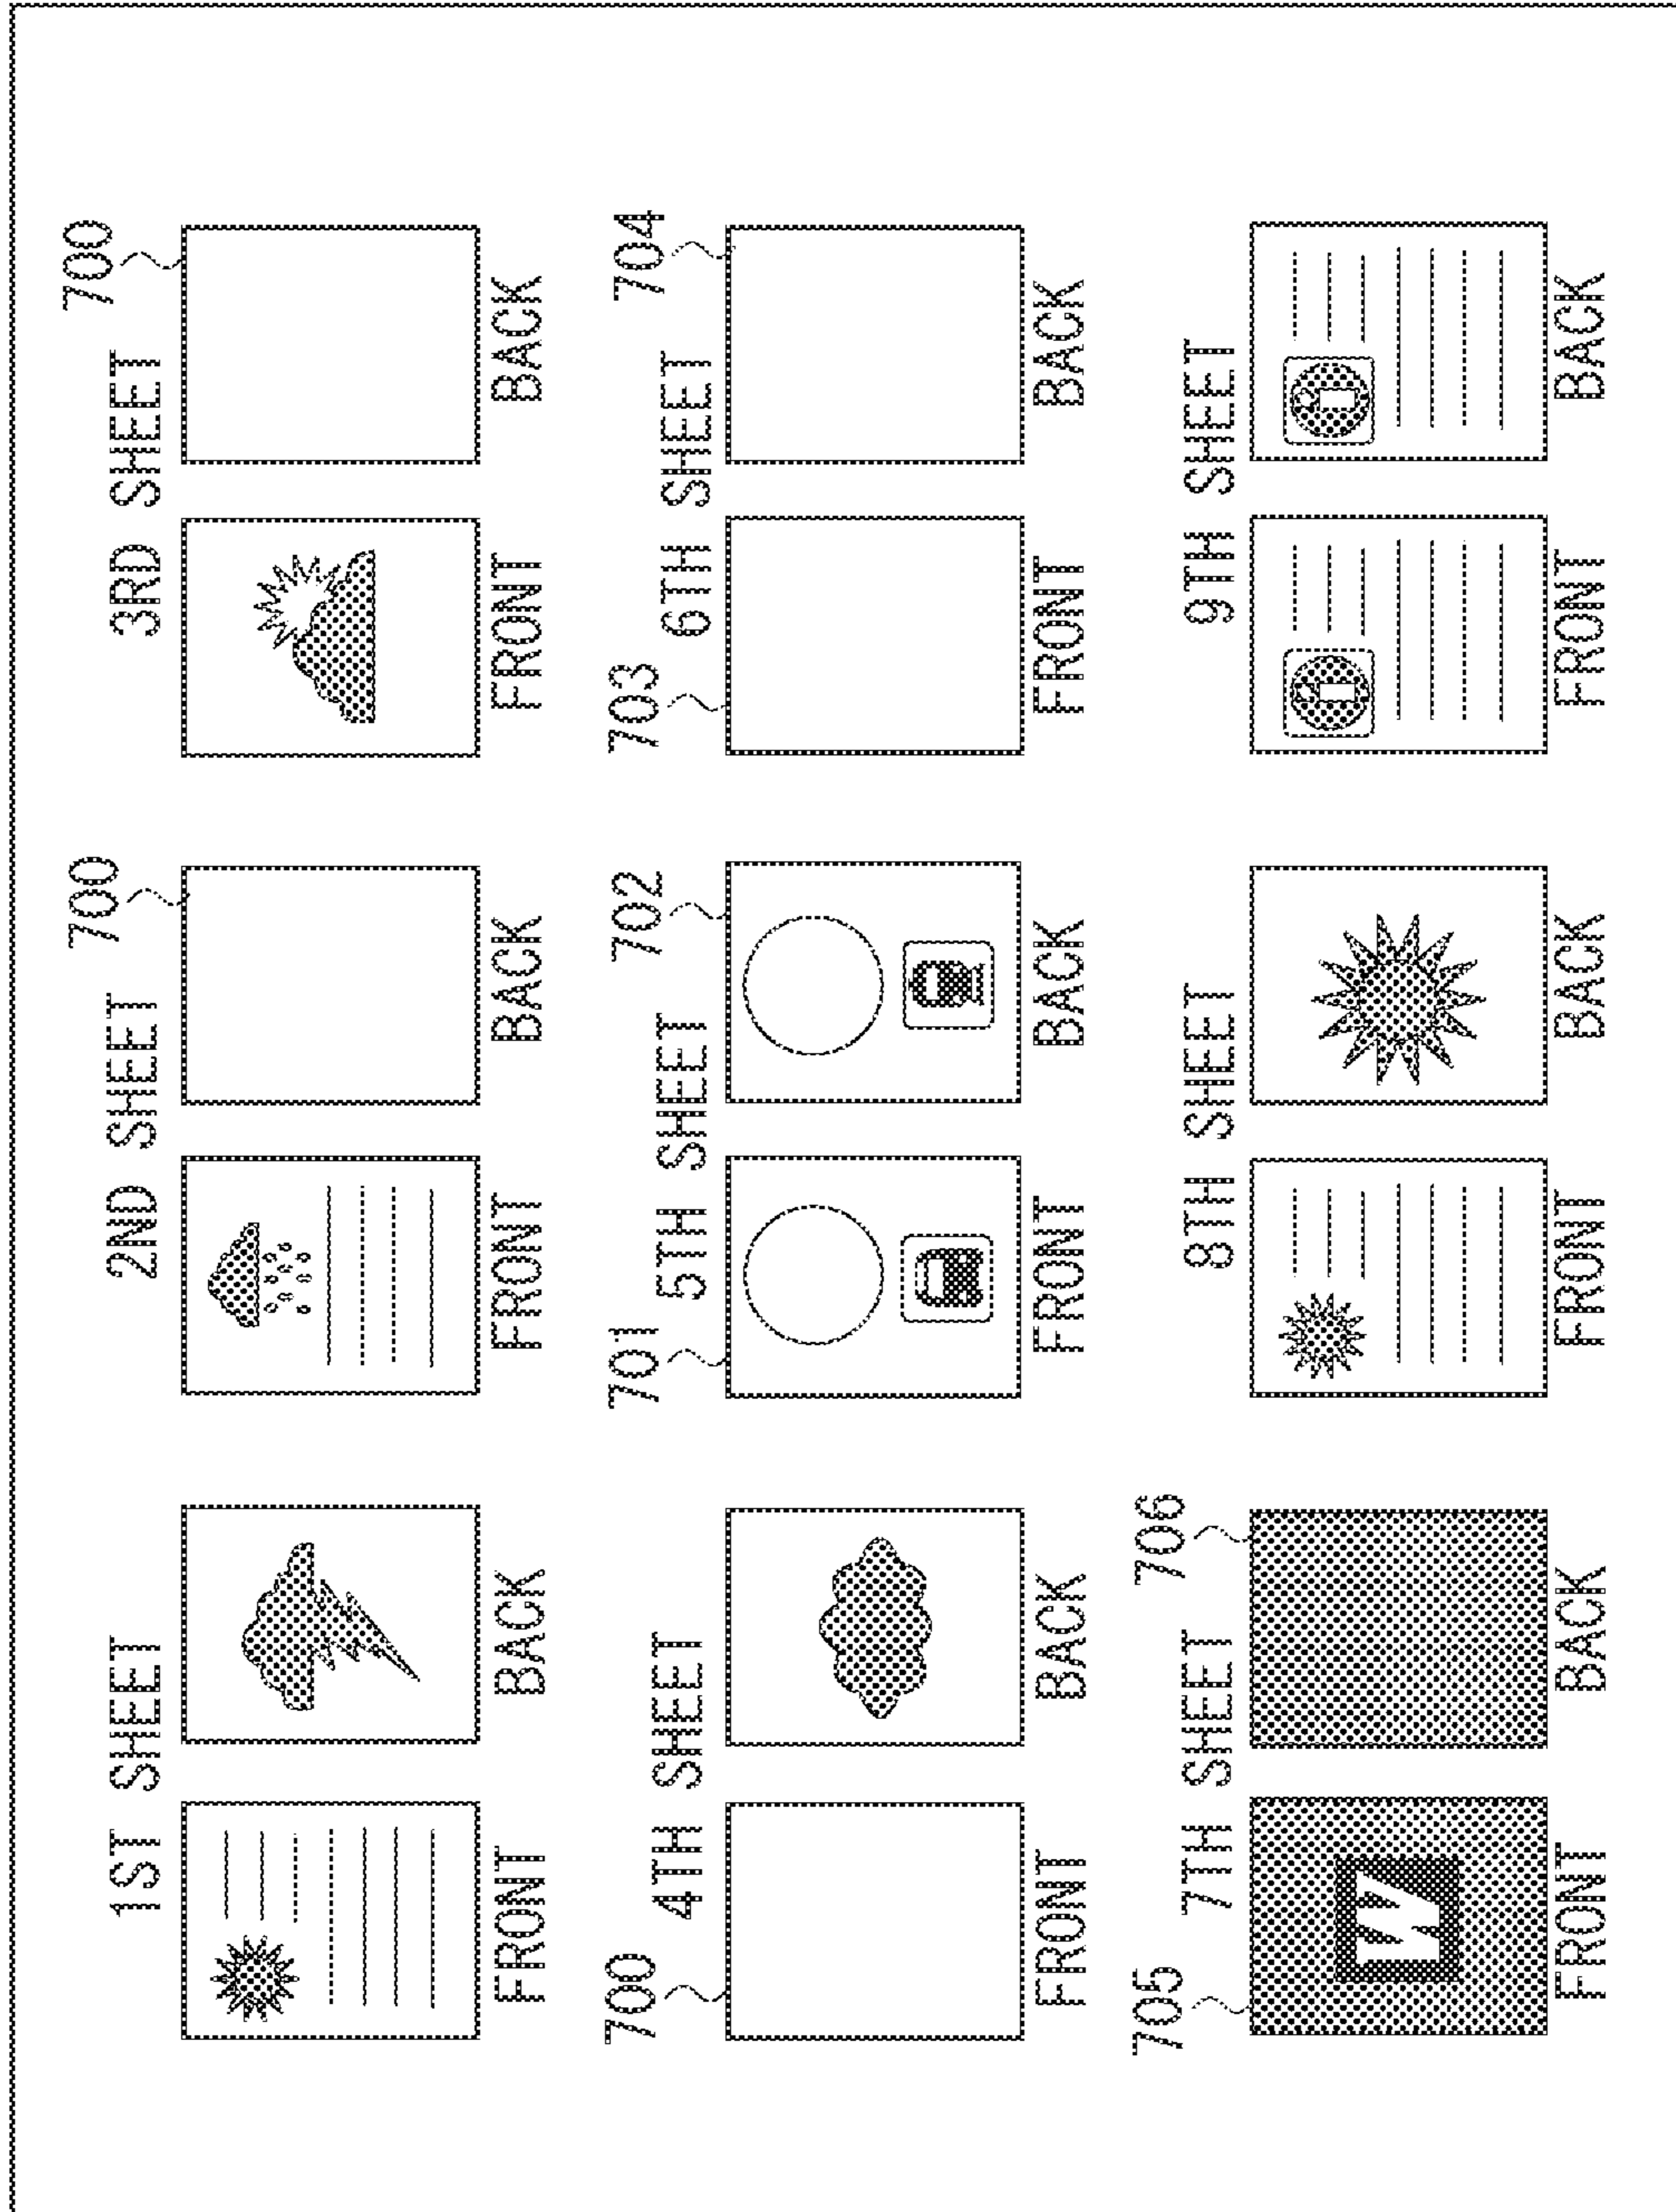 1ST SHEET
FRONT
BACK
2ND SHEET
700
FRONT
BACK
3RD SHEET
700
FRONT
BACK
4TH SHEET
700
FRONT
BACK
5TH SHEET
701
702
FRONT
BACK
6TH SHEET
703
704
FRONT
BACK
7TH SHEET
705
706
W
FRONT
BACK
8TH SHEET
FRONT
BACK
9TH SHEET
FRONT
BACK